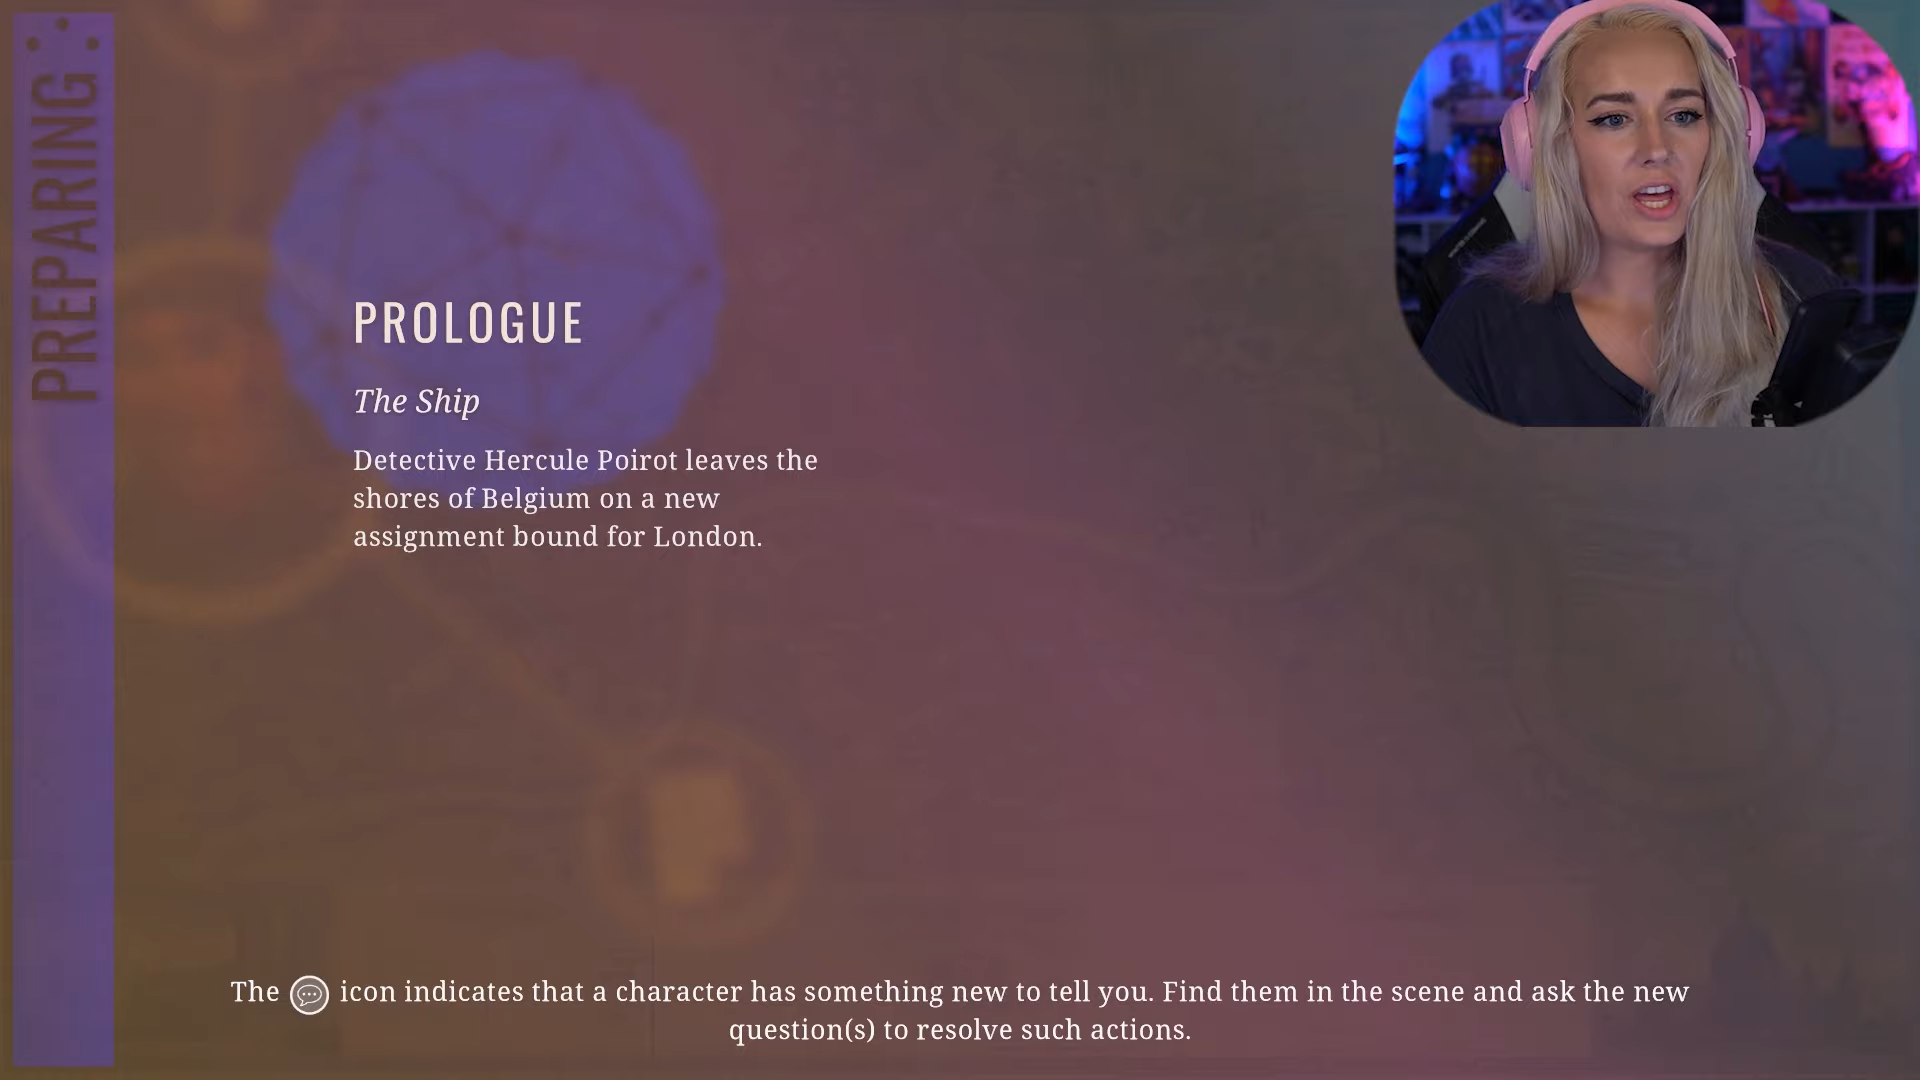 PREPARING
PROLOGUE
The Ship
Detective Hercule Poirot leaves the
shores of Belgium on a new
assignment bound for London.
The icon indicates that a character has something new to tell you. Find them in the scene and ask the new
question(s) to resolve such actions.